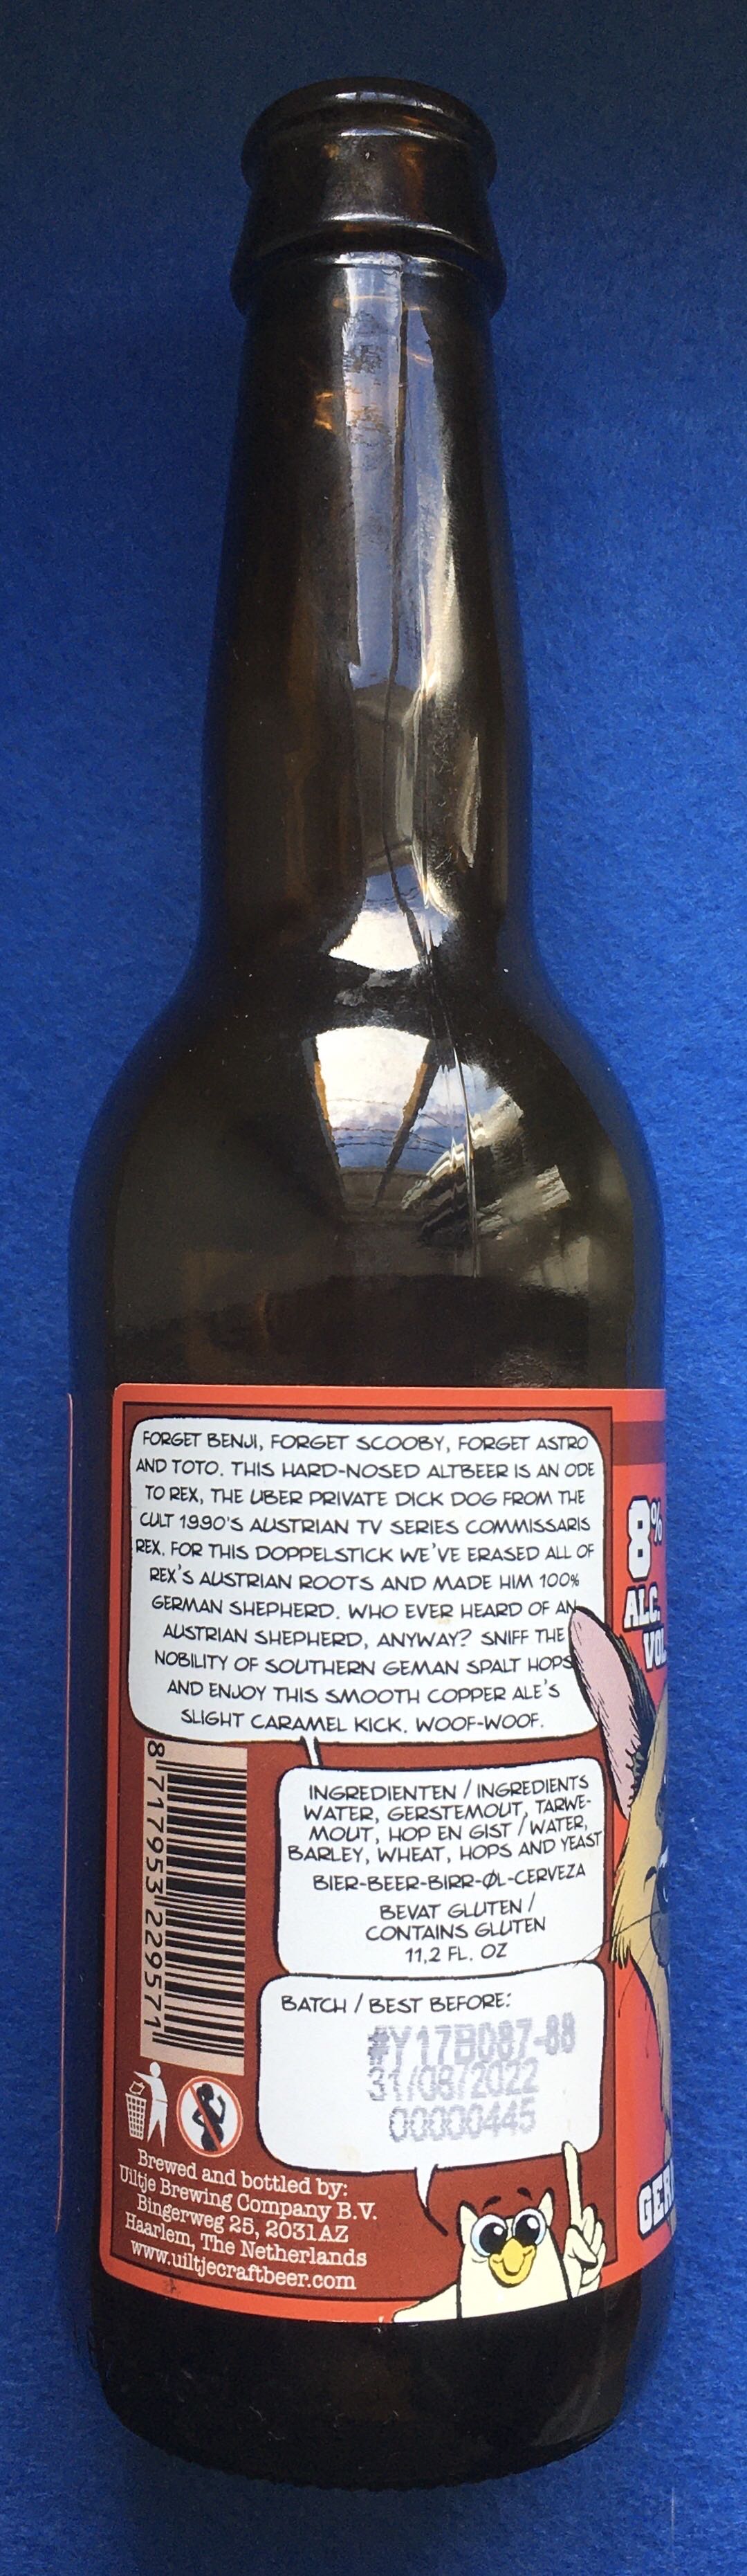 FORGET BENJI, FORGET SCOOBY, FORGET ASTRO
AND TOTO. THIS HARD-NOSED ALTBEER IS AN ODE
TO REX, THE UBER PRIVATE DICK DOG FROM THE
CULT 1990'S AUSTRIAN TV SERIES COMMISSARIS
REX. FOR THIS DOPPELSTICK WE'VE ERASED ALL OF
REX'S AUSTRIAN ROOTS AND MADE HIM 100%
GERMAN SHEPHERD. WHO EVER HEARD OF AN
AUSTRIAN SHEPHERD, ANYWAY? SNIFF THE
NOBILITY OF SOUTHERN GEMAN SPALT HOPS
AND ENJOY THIS SMOOTH COPPER ALE'S
SLIGHT CARAMEL KICK. WOOF-WOOF.
8 717953 229571
INGREDIENTEN / INGREDIENTS
WATER, GERSTEMOUT, TARWE-
MOUT, HOP EN GIST / WATER,
BARLEY, WHEAT, HOPS AND YEAST
BIER-BEER-BIRR-ØL-CERVEZA
BEVAT GLUTEN /
CONTAINS GLUTEN
11,2 FL. OZ
BATCH / BEST BEFORE:
#Y17B087-88
31/08/2022
00000445
Brewed and bottled by:
Uiltje Brewing Company B.V.
Bingerweg 25, 2031AZ
Haarlem, The Netherlands
www.uiltjecraftbeer.com
8%
ALC.
VOL.
GER